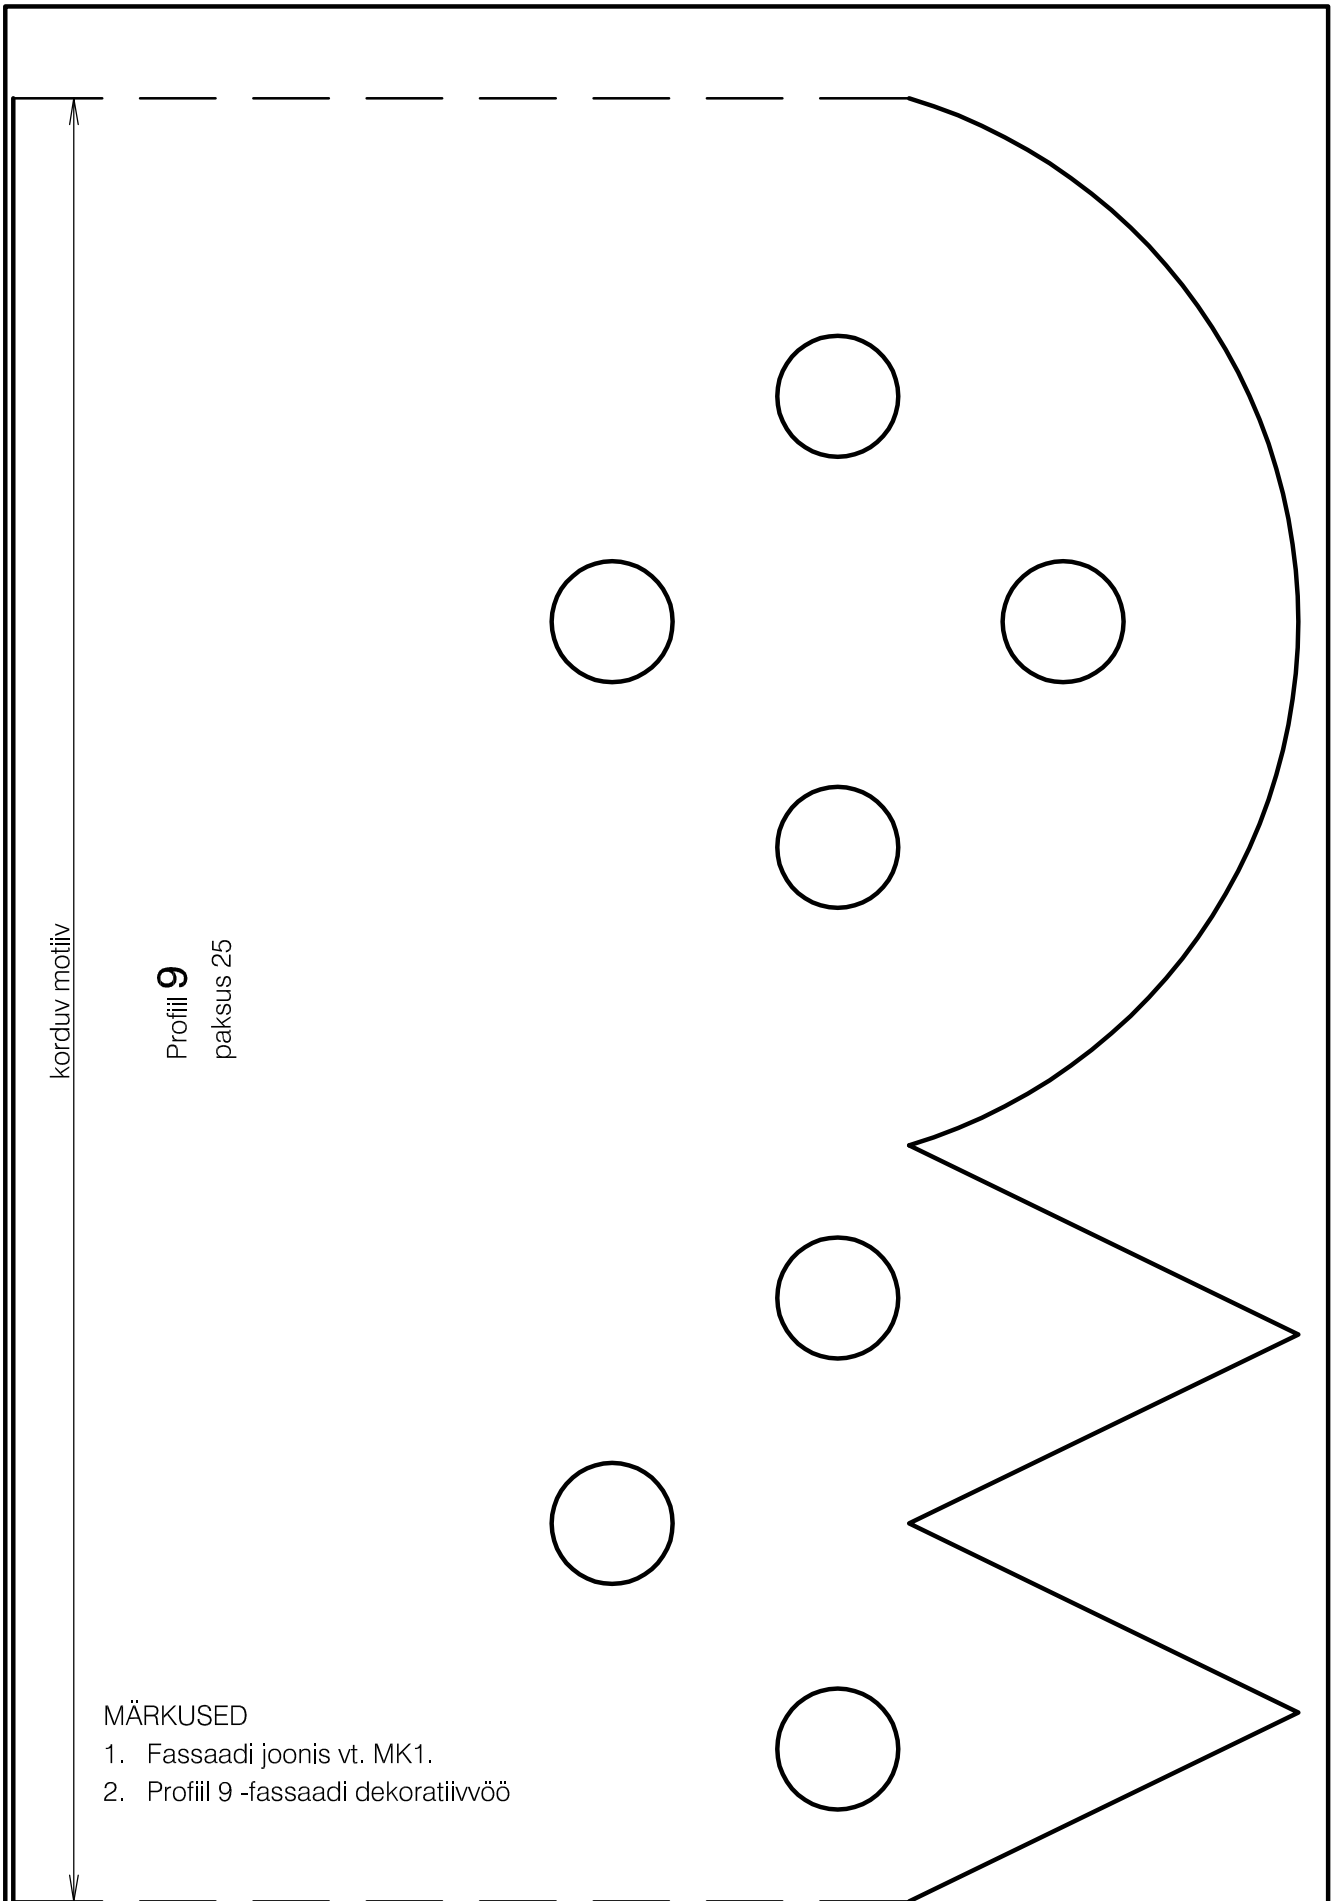 korduv motiiv
Profiil 9
paksus 25
MÄRKUSED
1. Fassaadi joonis vt. MK1.
2. Profiil 9 -fassaadi dekoratiivvöö